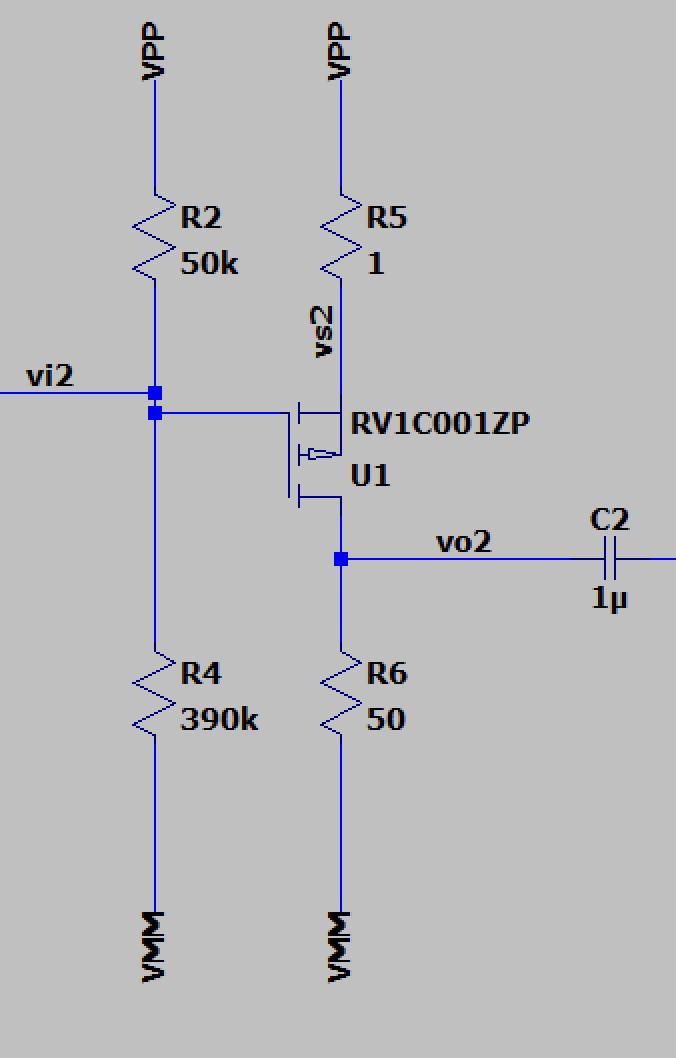 VPP
VPP
R2
50k
R5
1
vs2
vi2
RV1C001ZP
U1
vo2
C2
1µ
R4
390k
R6
50
VMM
VMM